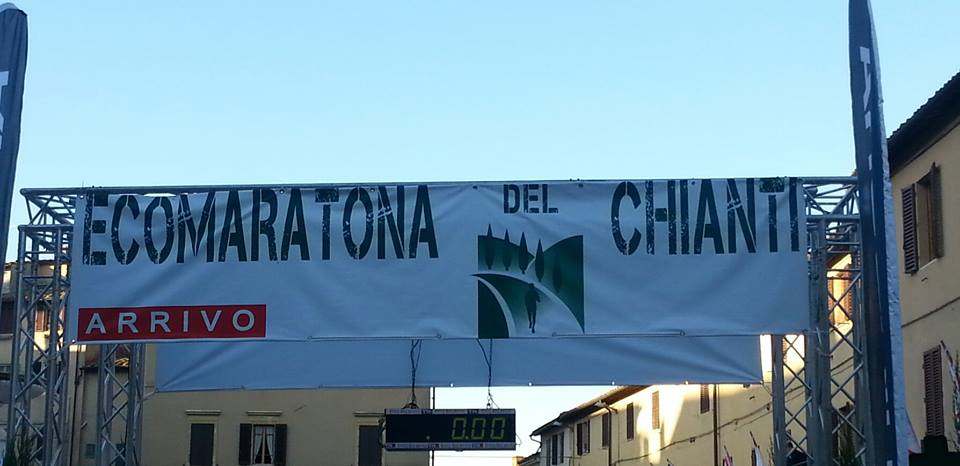 ECOMARATONA DEL CHIANTI
ARRIVO
0.00